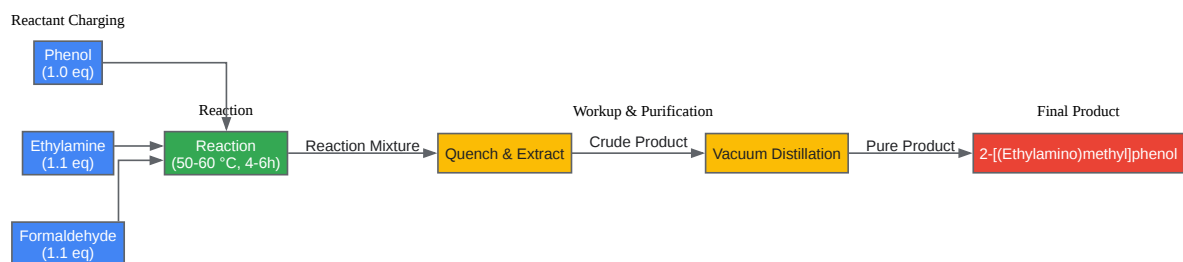 Reactant Charging
Phenol
(1.0 eq)
Reaction
Workup & Purification
Final Product
Ethylamine
(1.1 eq)
Reaction
(50-60 °C, 4-6h)
Reaction Mixture
Quench & Extract
Crude Product
Vacuum Distillation
Pure Product
2-[(Ethylamino)methyl]phenol
Formaldehyde
(1.1 eq)